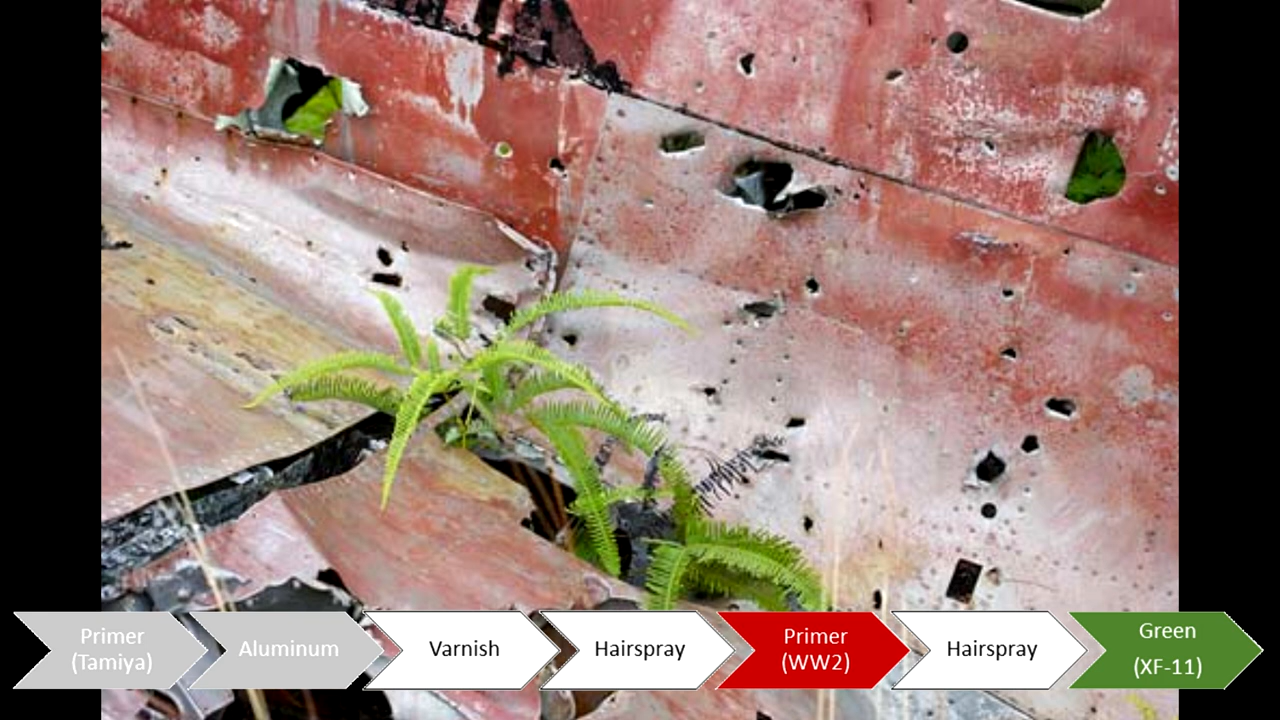 Primer
(Tamiya)
Aluminum
Varnish
Hairspray
Primer
(WW2)
Hairspray
Green
(XF-11)